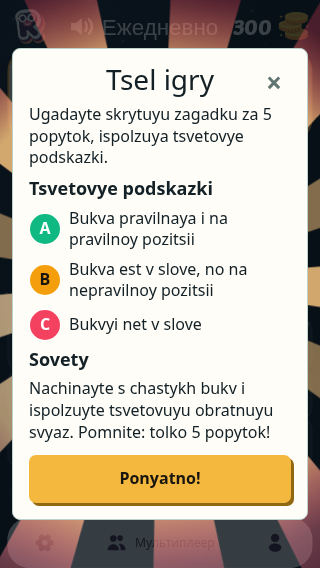 Ежедневно
300
Tsel igry
×
Ugadayte skrytuyu zagadku za 5
popytok, ispolzuya tsvetovye
podskazki.
Tsvetovye podskazki
A
Bukva pravilnaya i na
pravilnoy pozitsii
B
Bukva est v slove, no na
nepravilnoy pozitsii
C
Bukvyi net v slove
Sovety
Nachinayte s chastykh bukv i
ispolzuyte tsvetovuyu obratnuyu
svyaz. Pomnite: tolko 5 popytok!
Ponyatno!
Мультиплеер